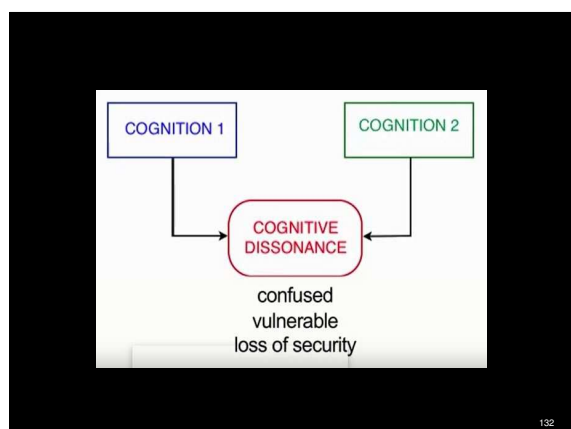 COGNITION 1
COGNITION 2
COGNITIVE
DISSONANCE
confused
vulnerable
loss of security
132